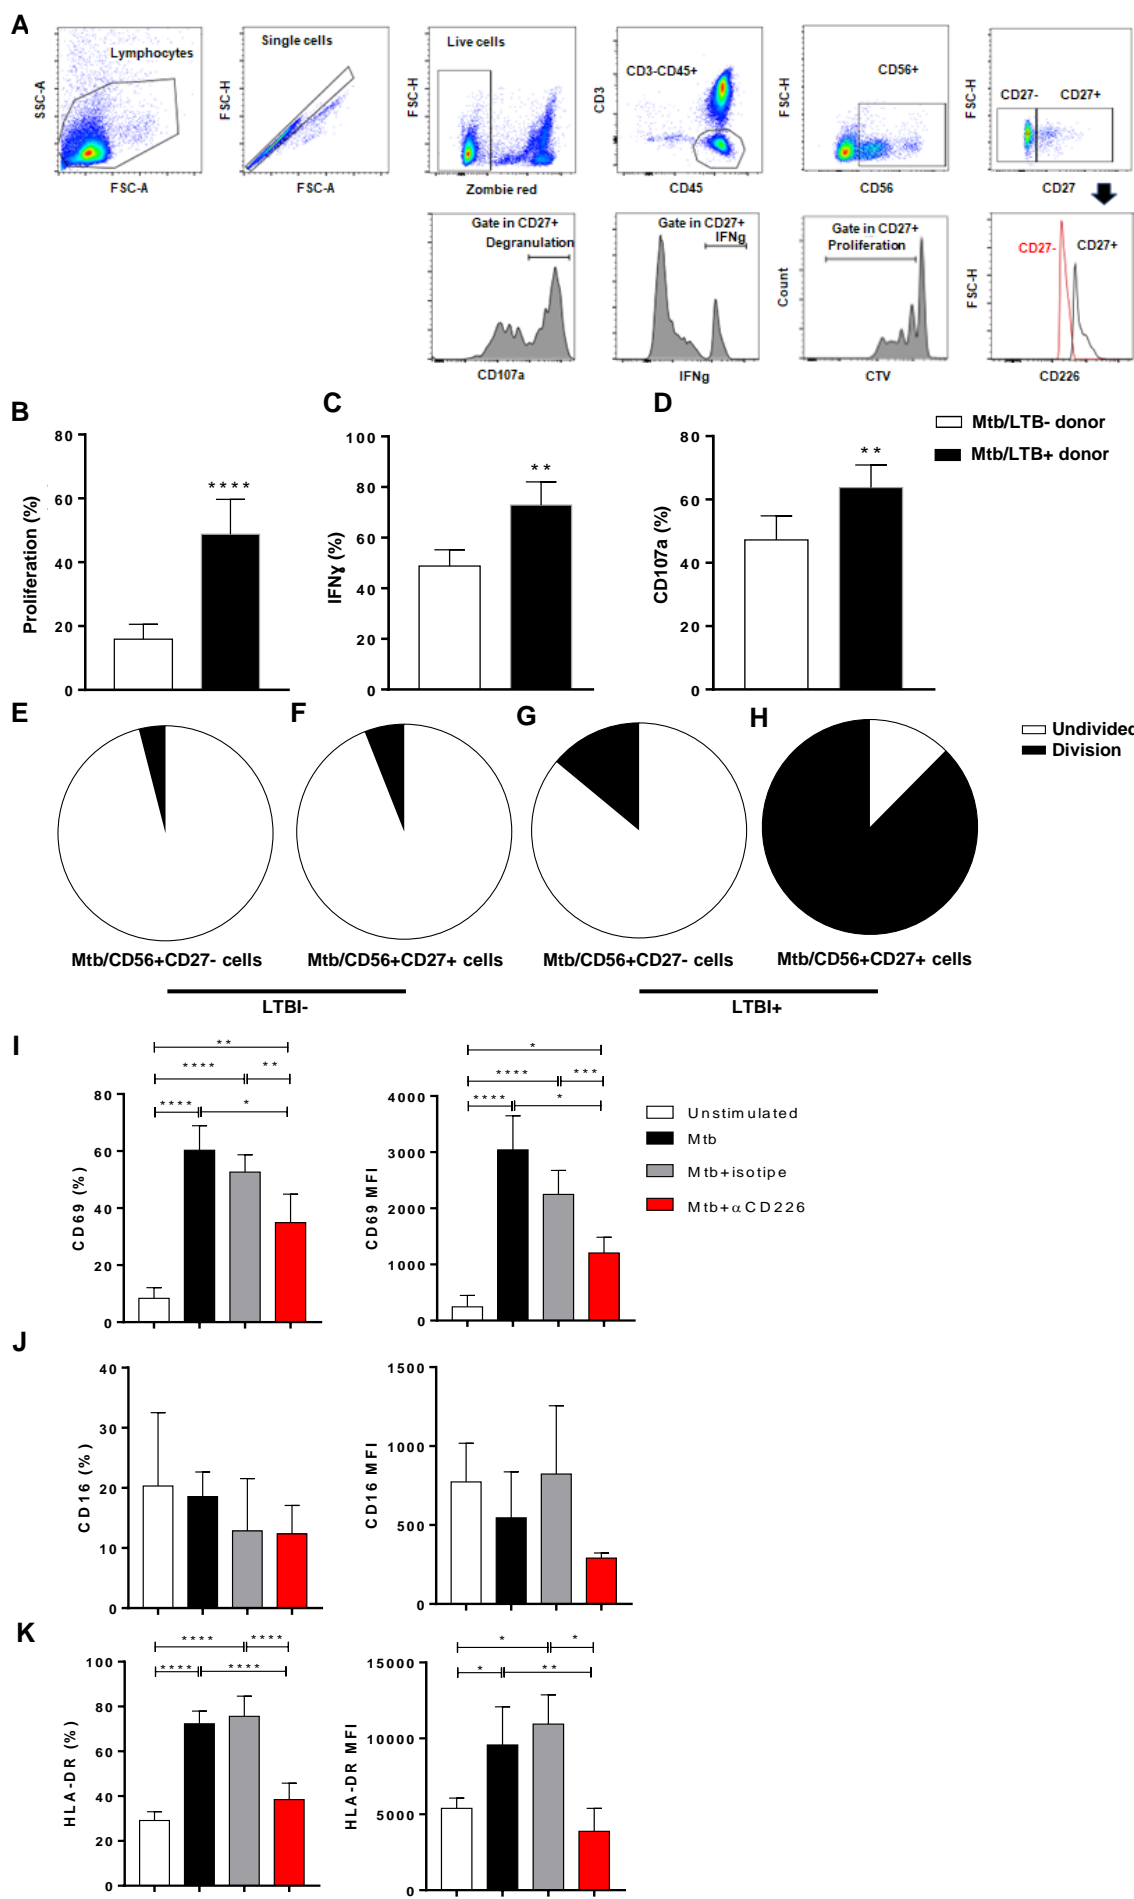 A
Lymphocytes
SSC-A
FSC-A
Single cells
FSC-H
FSC-A
Live cells
FSC-H
Zombie red
CD3-CD45+
CD3
CD45
CD56+
FSC-H
CD56
CD27- CD27+
FSC-H
CD27
Gate in CD27+
Degranulation
CD107a
Gate in CD27+
IFNg
IFNg
Gate in CD27+
Proliferation
Count
CTV
CD27- CD27+
FSC-H
CD226
B
Proliferation (%)
80
60
40
20
0
****
C
IFNɣ (%)
100
80
60
40
20
0
**
D
CD107a (%)
80
60
40
20
0
**
Mtb/LTB- donor
Mtb/LTB+ donor
E
F
G
H
Undivided
Division
Mtb/CD56+CD27- cells
Mtb/CD56+CD27+ cells
Mtb/CD56+CD27- cells
Mtb/CD56+CD27+ cells
LTBI-
LTBI+
I
**
**** **
**** *
CD69 (%)
80
60
40
20
0
*
**** ***
**** *
CD69 MFI
4000
3000
2000
1000
0
Unstimulated
Mtb
Mtb+isotipe
Mtb+αCD226
J
CD16 (%)
40
30
20
10
0
CD16 MFI
1500
1000
500
0
K
**** ****
**** ****
HLA-DR (%)
100
80
60
40
20
0
* *
* **
HLA-DR MFI
15000
10000
5000
0